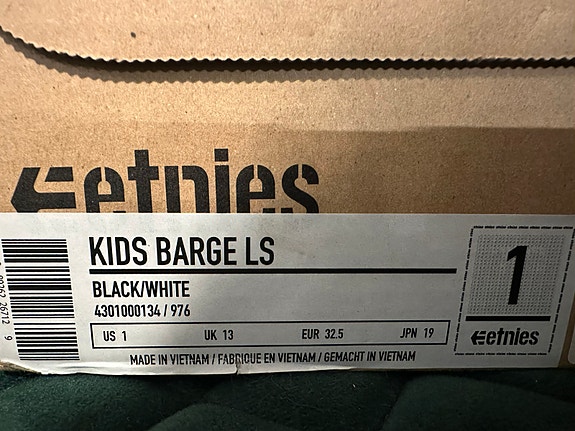 etnies
KIDS BARGE LS
BLACK/WHITE
4301000134 / 976
US 1 UK 13 EUR 32.5 JPN 19
MADE IN VIETNAM / FABRIQUE EN VIETNAM / GEMACHT IN VIETNAM
1
etnies